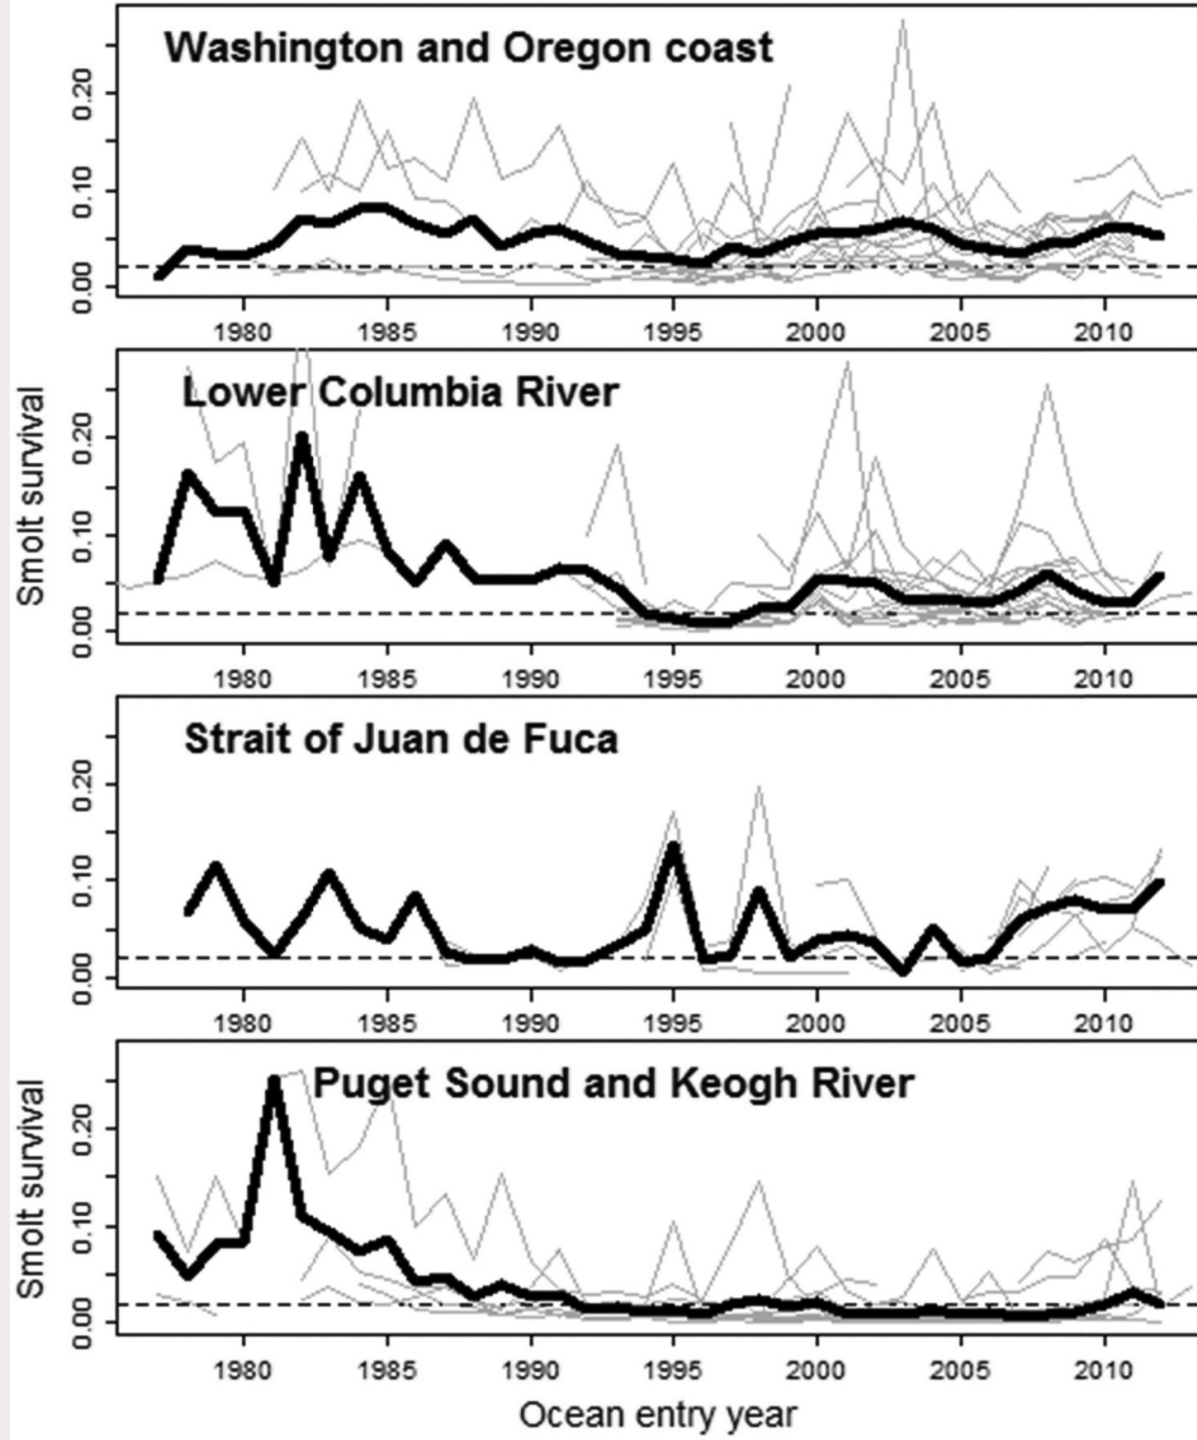 Washington and Oregon coast
0.20
0.10
0.00
1980 1985 1990 1995 2000 2005 2010
Lower Columbia River
Smolt survival
0.20
0.10
0.00
1980 1985 1990 1995 2000 2005 2010
Strait of Juan de Fuca
0.20
0.10
0.00
1980 1985 1990 1995 2000 2005 2010
Puget Sound and Keogh River
Smolt survival
0.20
0.10
0.00
1980 1985 1990 1995 2000 2005 2010
Ocean entry year